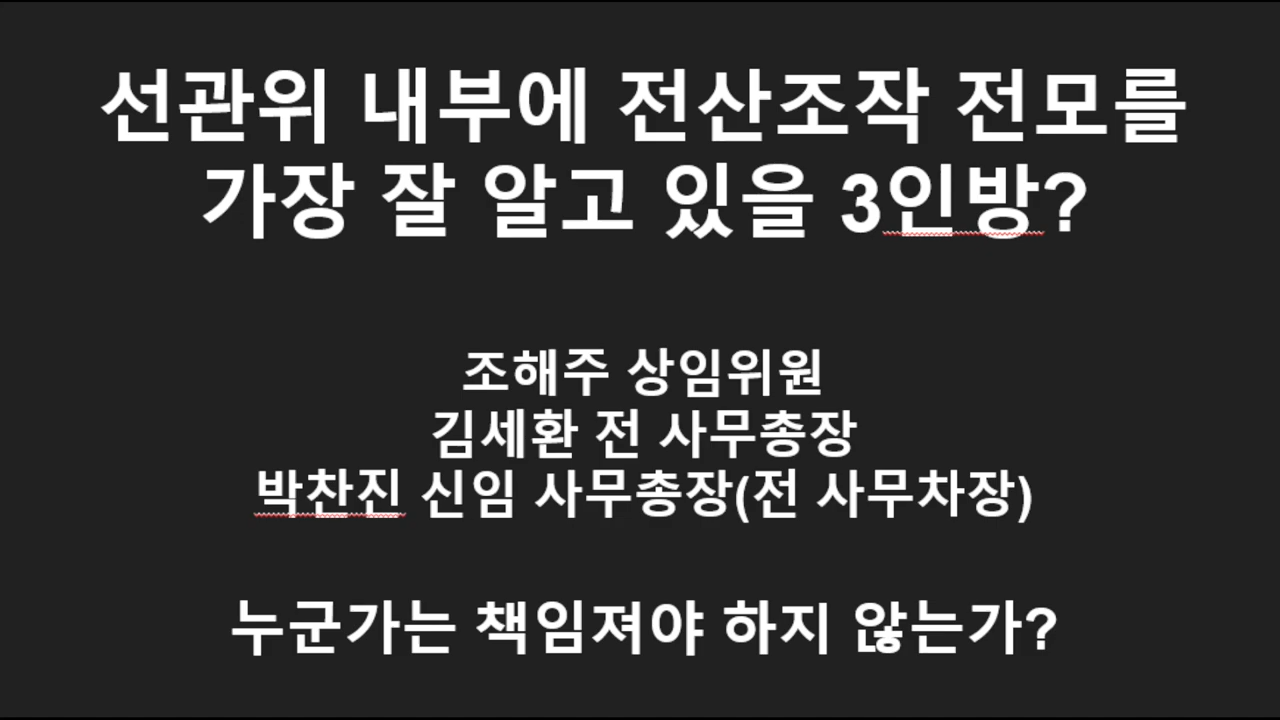 선관위 내부에 전산조작 전모를
가장 잘 알고 있을 3인방?
조해주 상임위원
김세환 전 사무총장
박찬진 신임 사무총장(전 사무차장)
누군가는 책임져야 하지 않는가?